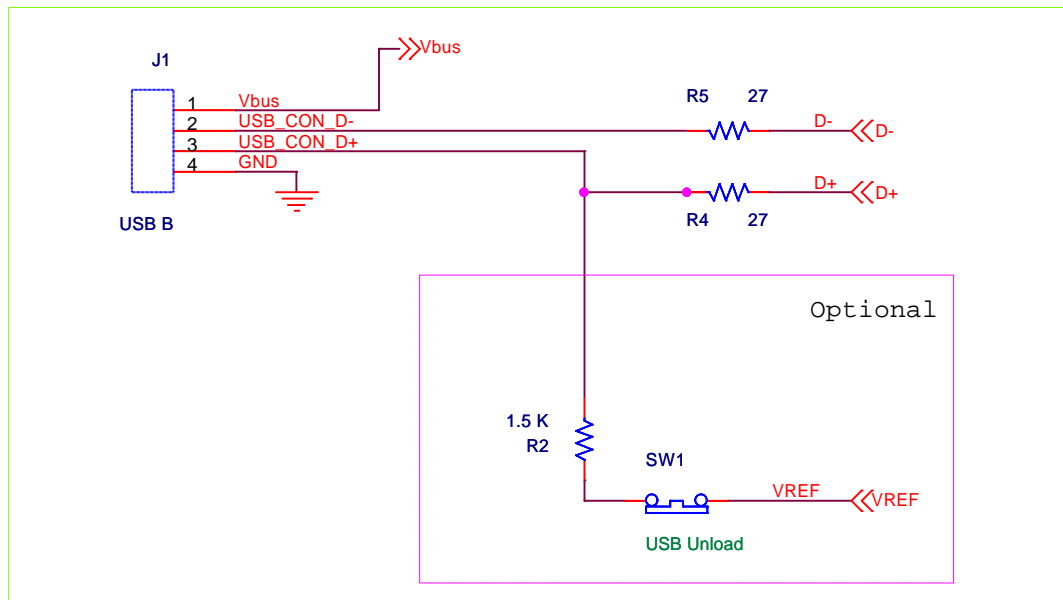 Vbus
J1
R5 27
1 Vbus
2 USB_CON_D-
D- D-
3 USB_CON_D+
4 GND
D+ D+
USB B
R4 27
Optional
1.5 K
R2
SW1
VREF VREF
USB Unload